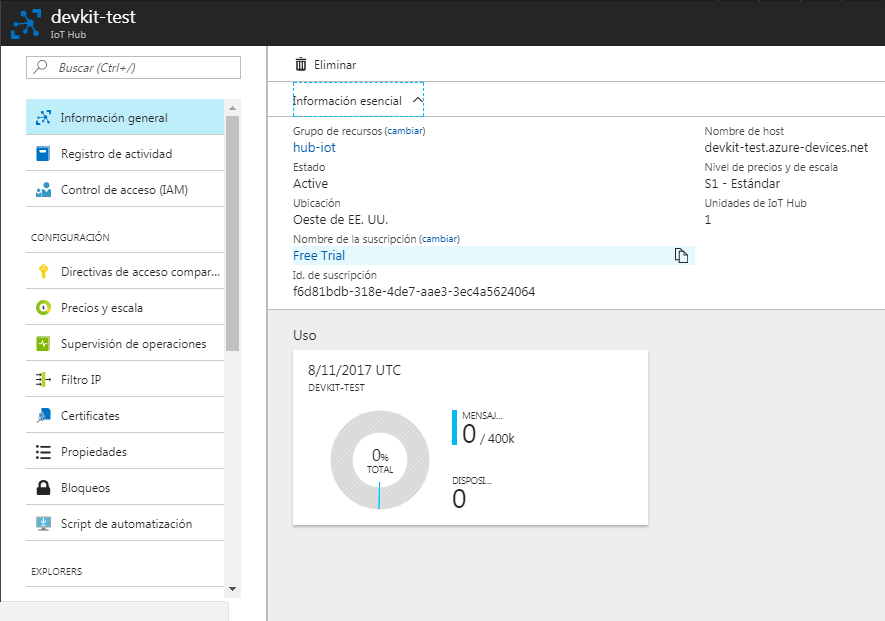 devkit-test
IoT Hub
Buscar (Ctrl+/)
Información general
Registro de actividad
Control de acceso (IAM)
CONFIGURACIÓN
Directivas de acceso compar...
Precios y escala
Supervisión de operaciones
Filtro IP
Certificates
Propiedades
Bloqueos
Script de automatización
EXPLORERS
Eliminar
Información esencial
Grupo de recursos (cambiar)
hub-iot
Estado
Active
Ubicación
Oeste de EE. UU.
Nombre de la suscripción (cambiar)
Free Trial
Id. de suscripción
f6d81bdb-318e-4de7-aae3-3ec4a5624064
Nombre de host
devkit-test.azure-devices.net
Nivel de precios y de escala
S1 - Estándar
Unidades de IoT Hub
1
Uso
8/11/2017 UTC
DEVKIT-TEST
0%
TOTAL
MENSAJ...
0 / 400k
DISPOSI...
0